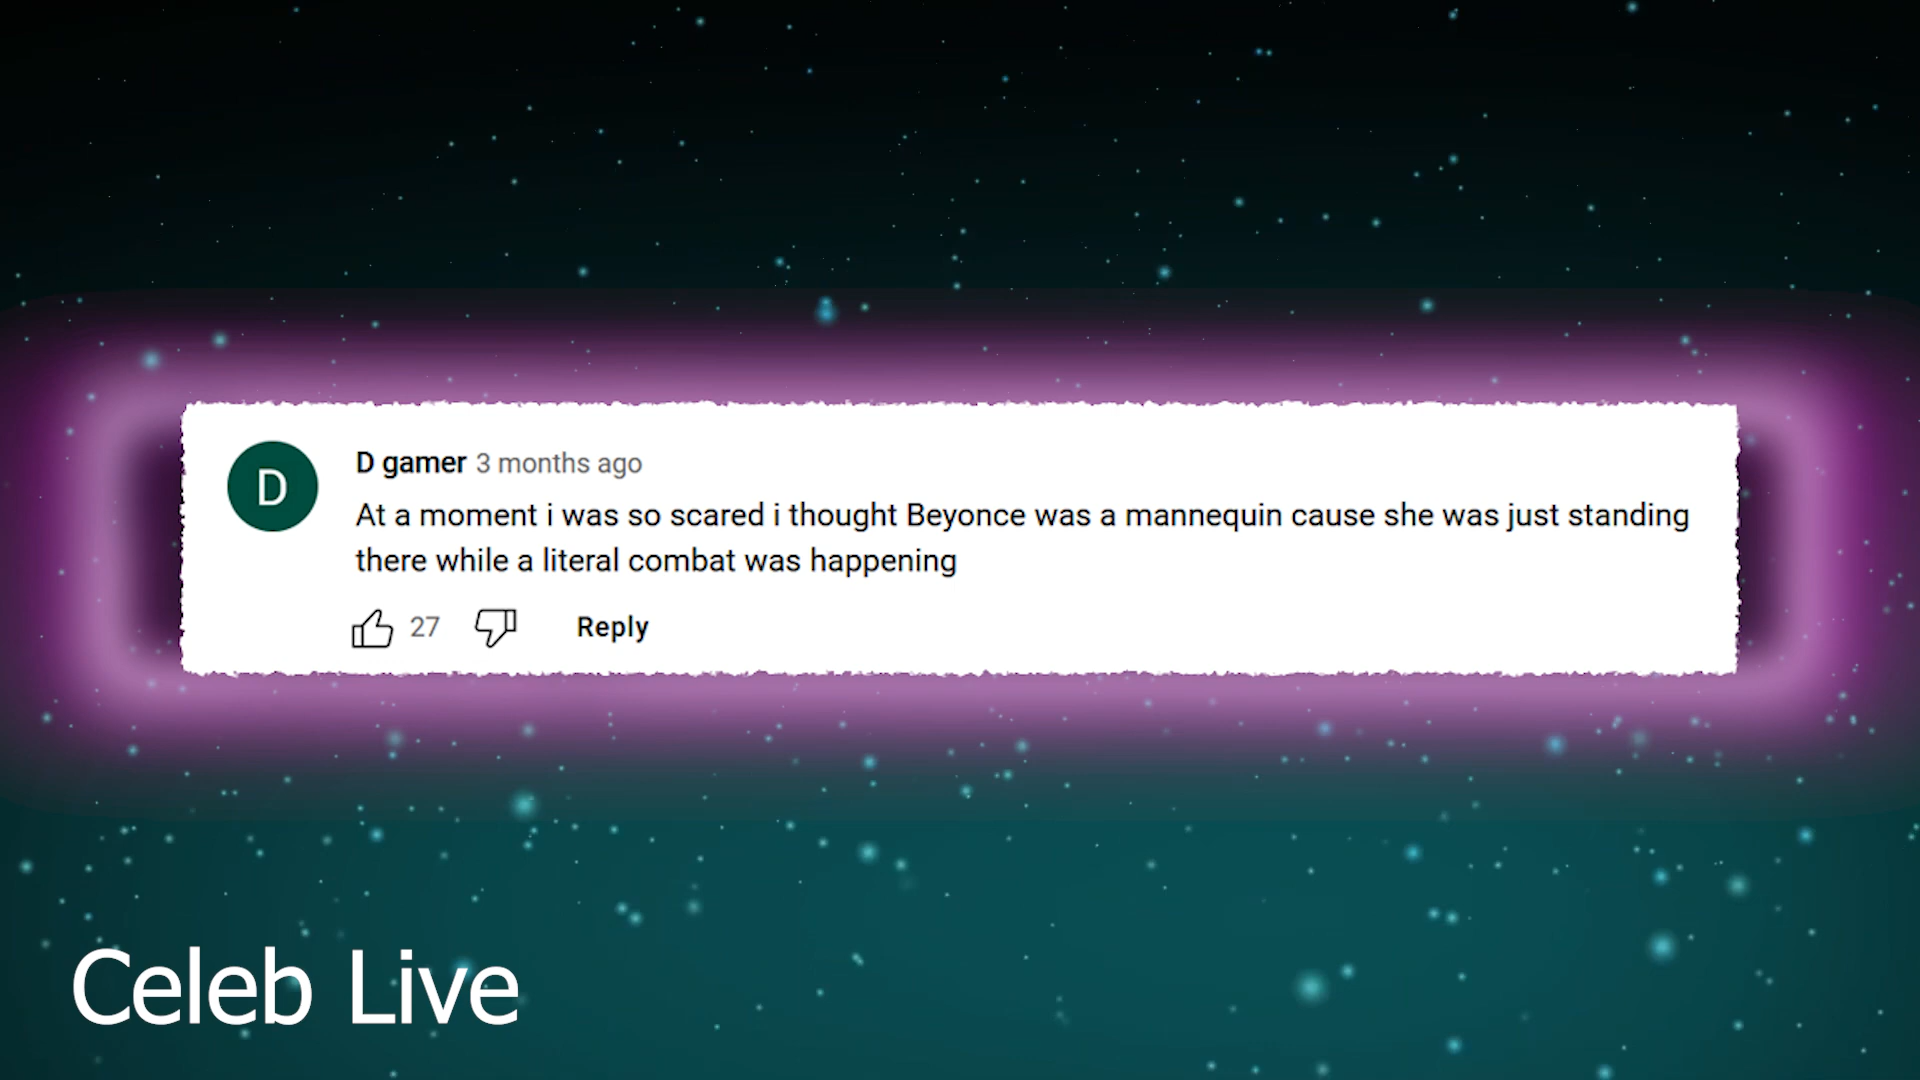 D
D gamer 3 months ago
At a moment i was so scared i thought Beyonce was a mannequin cause she was just standing
there while a literal combat was happening
27 Reply
Celeb Live